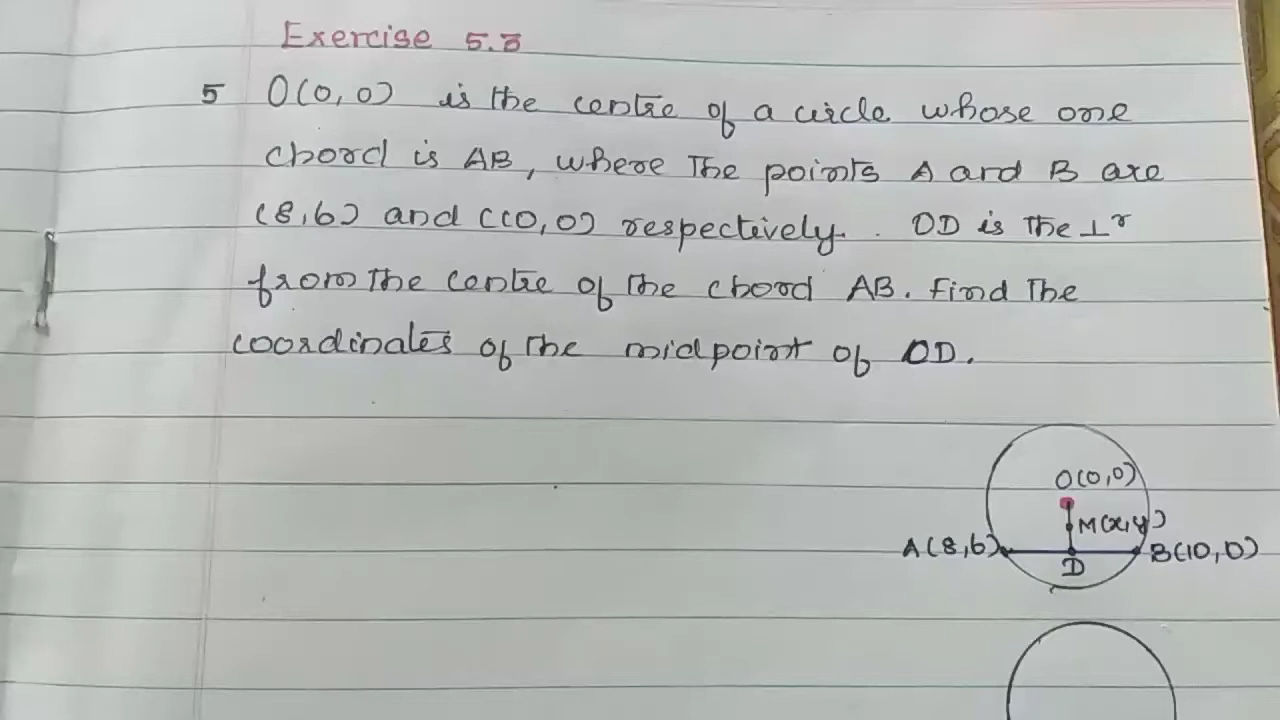 Exercise 5.3
5 O(0,0) is the centre of a circle whose one
chord is AB, where the points A and B are
(8,6) and (10,0) respectively. OD is the ⊥r
from the centre of the chord AB. Find the
coordinates of the midpoint of OD.
O(0,0)
M(x,y)
A(8,6)
B(10,0)
D